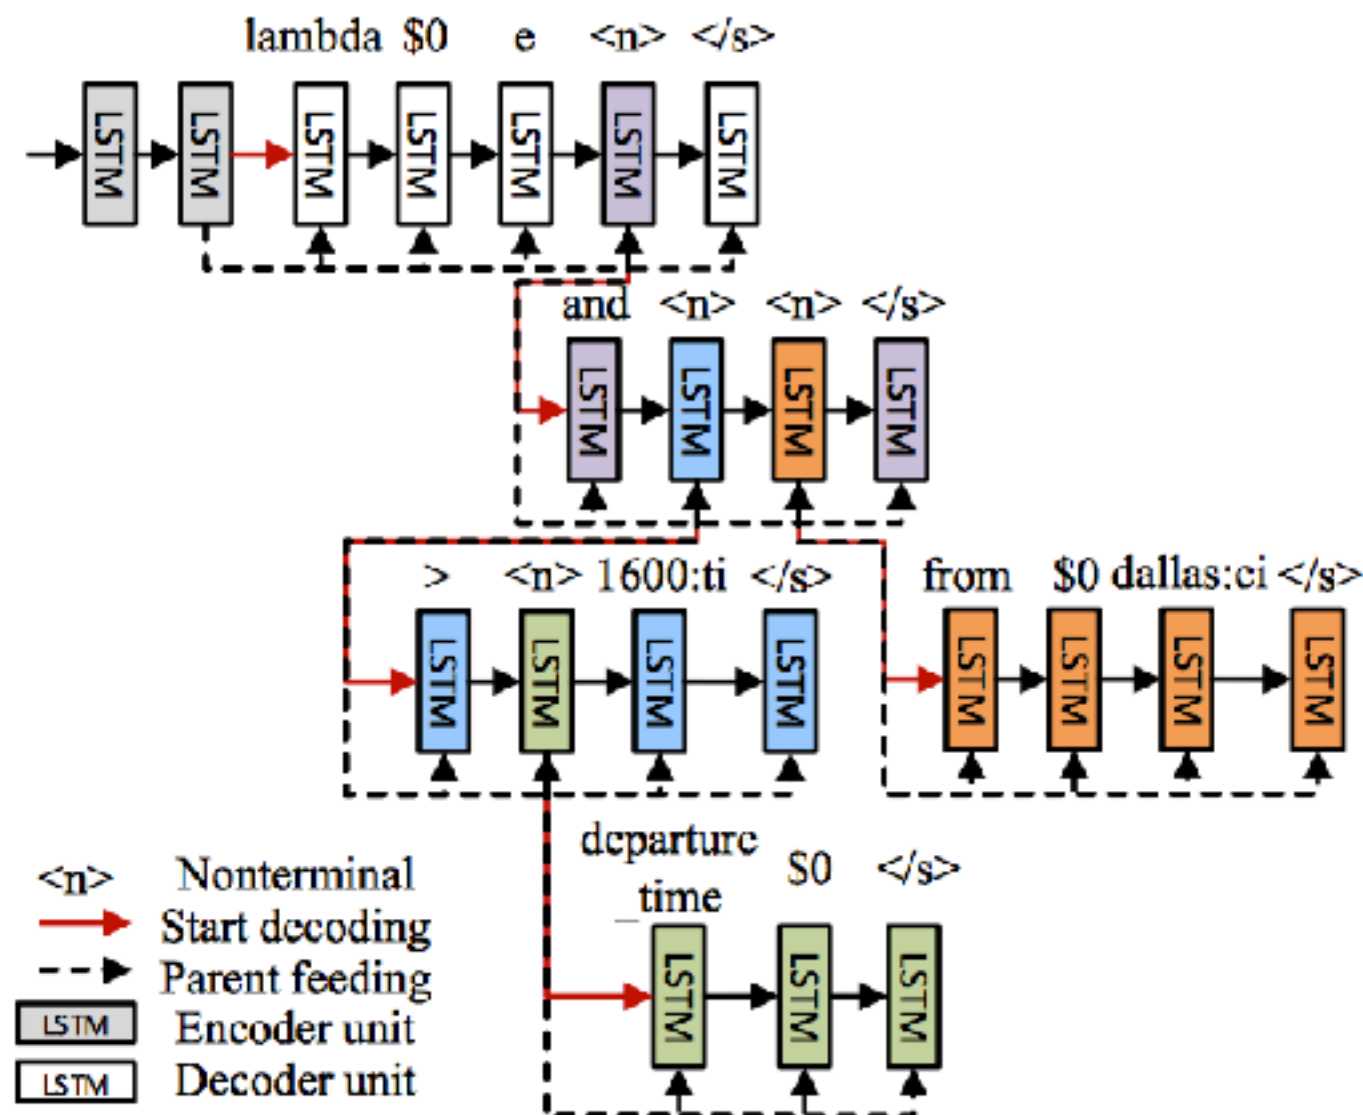 lambda $0 e <n> </s>
LSTM LSTM LSTM LSTM LSTM LSTM LSTM
and <n> <n> </s>
LSTM LSTM LSTM LSTM
> <n> 1600:ti </s>
LSTM LSTM LSTM LSTM
from $0 dallas:ci </s>
LSTM LSTM LSTM LSTM
departure
_time
$0 </s>
LSTM LSTM LSTM
<n> Nonterminal
Start decoding
Parent feeding
LSTM Encoder unit
LSTM Decoder unit